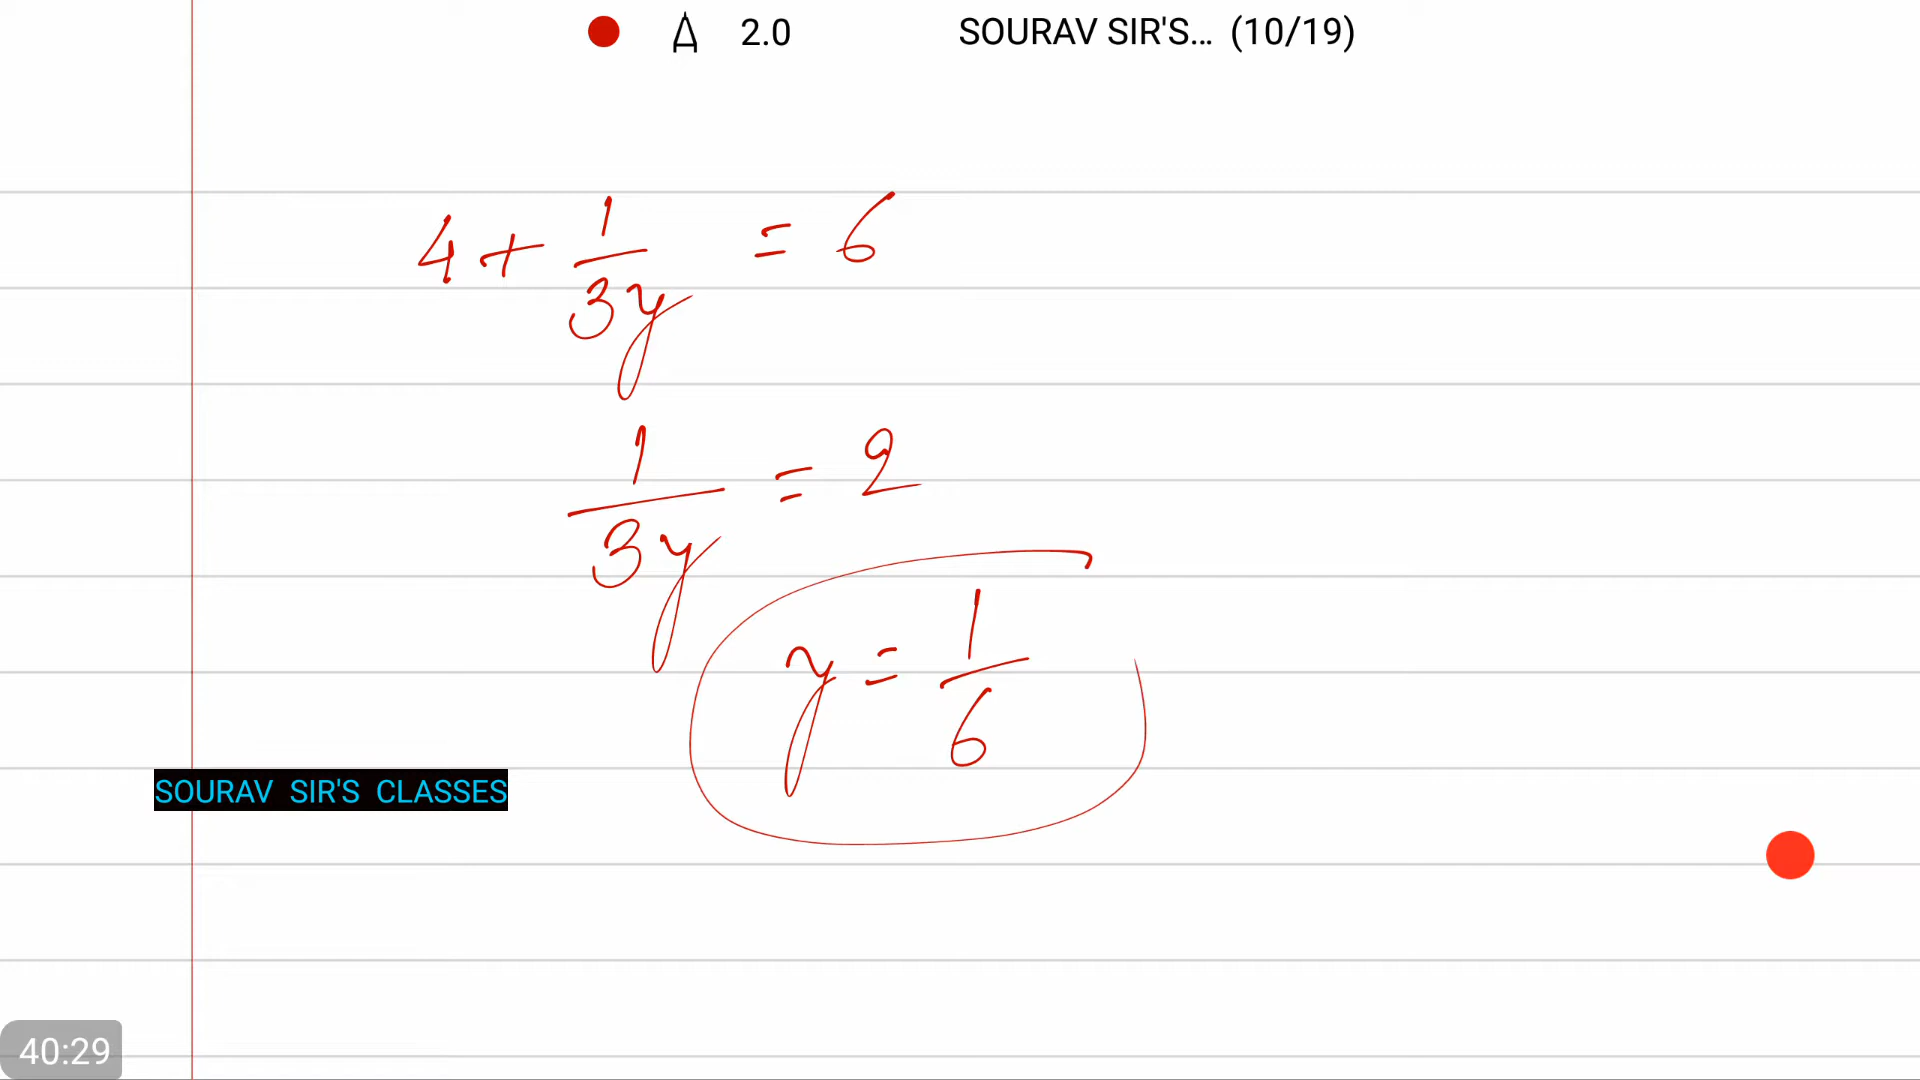 2.0 SOURAV SIR'S... (10/19)
4 + 1/3y = 6
1/3y = 2
y = 1/6
SOURAV SIR'S CLASSES
40:29